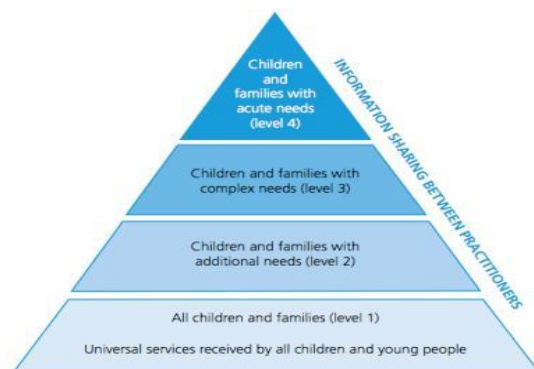 Children
and
families with
acute needs
(level 4)
INFORMATION SHARING BETWEEN PRACTITIONERS
Children and families with
complex needs (level 3)
Children and families with
additional needs (level 2)
All children and families (level 1)
Universal services received by all children and young people